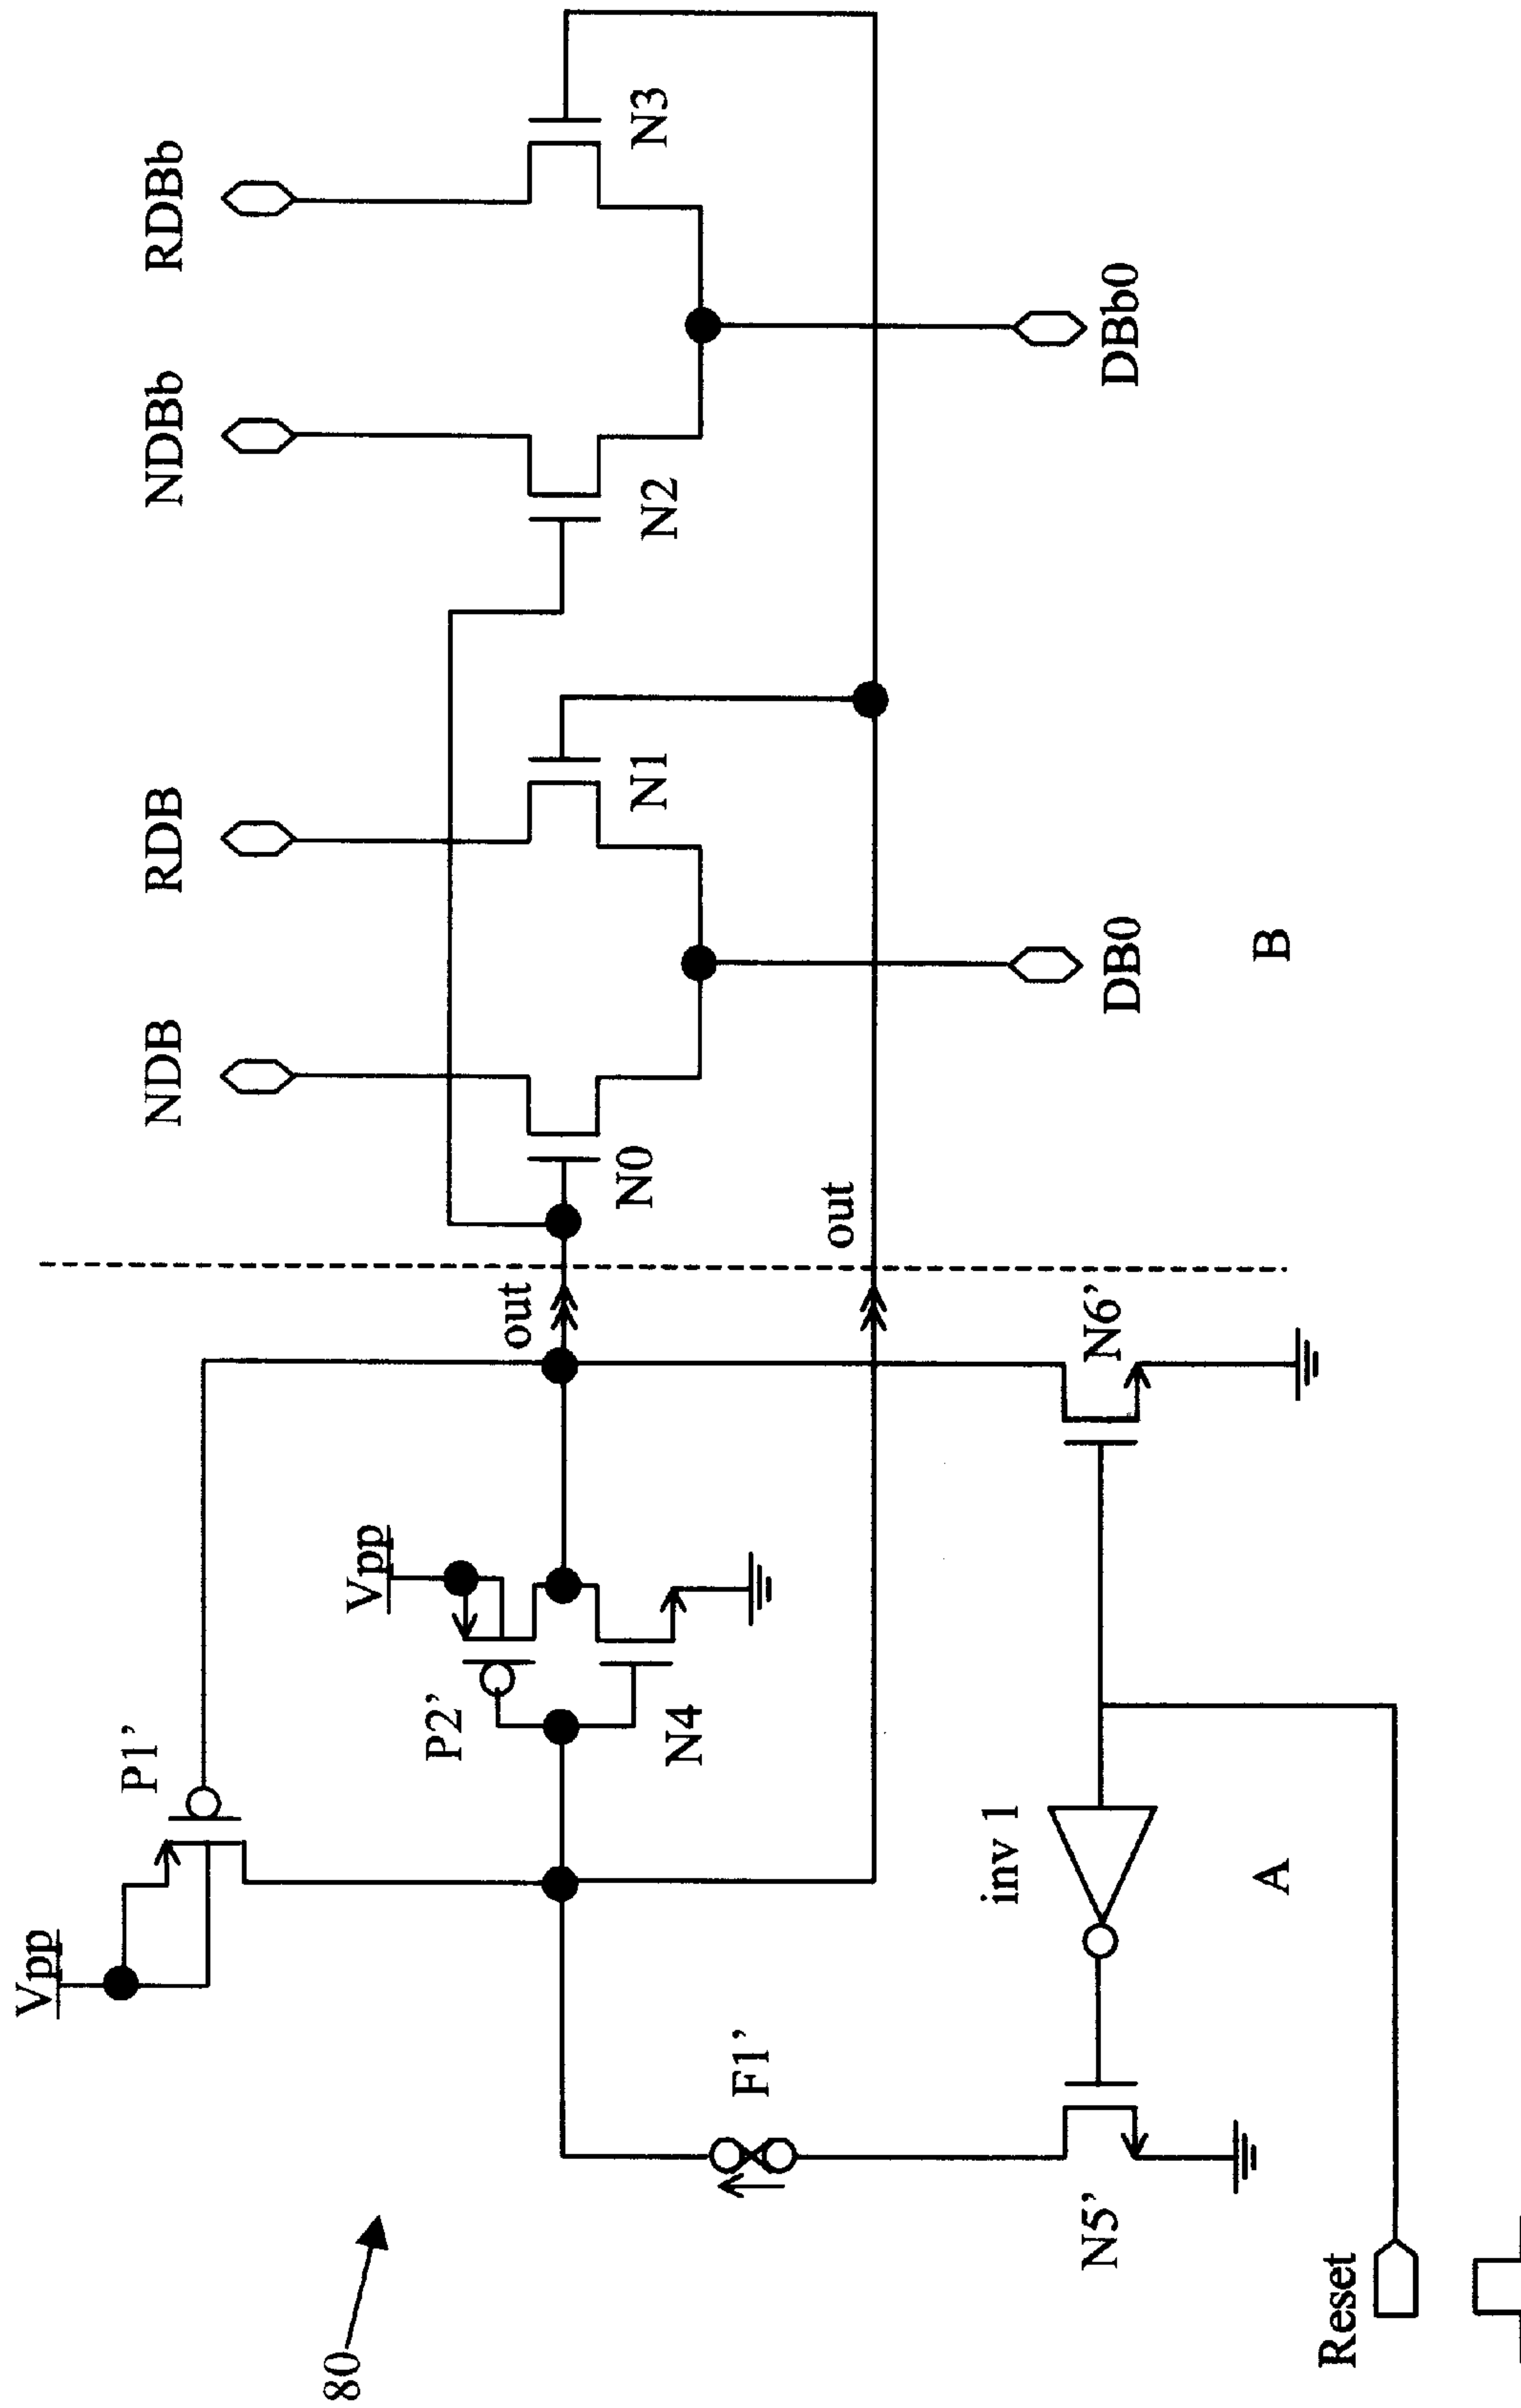 80
Vpp
P1'
Vpp
P2'
N4
F1'
N5'
inv 1
A
N6'
Reset
out
out
NDB
RDB
NDBb
RDBb
N0
N1
N2
N3
DB0
DBb0
B